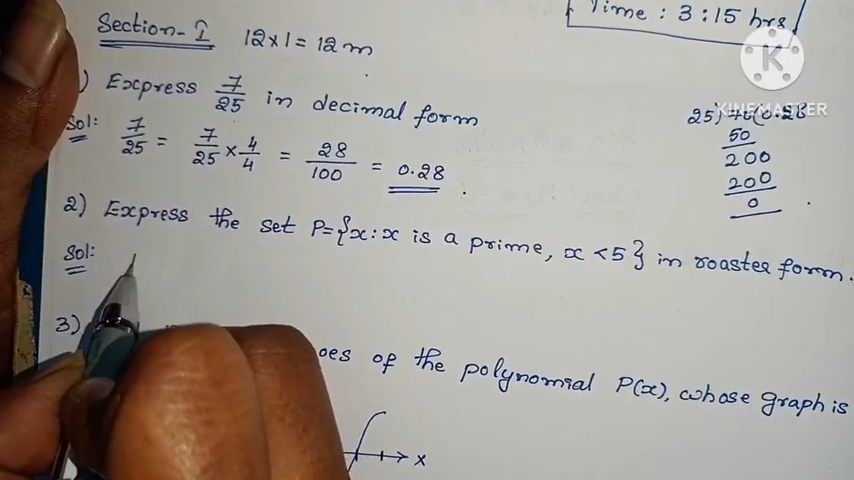 Time : 3:15 hrs
Section-I 12×1 = 12m
KINEMASTER
) Express 7/25 in decimal form
Sol: 7/25 = 7/25 × 4/4 = 28/100 = 0.28 .
25) 70(0.28
50
200
200
0
2) Express the set P={x:x is a prime, x <5} in roaster form.
Sol:
3) oes of the polynomial P(x), whose graph is
X